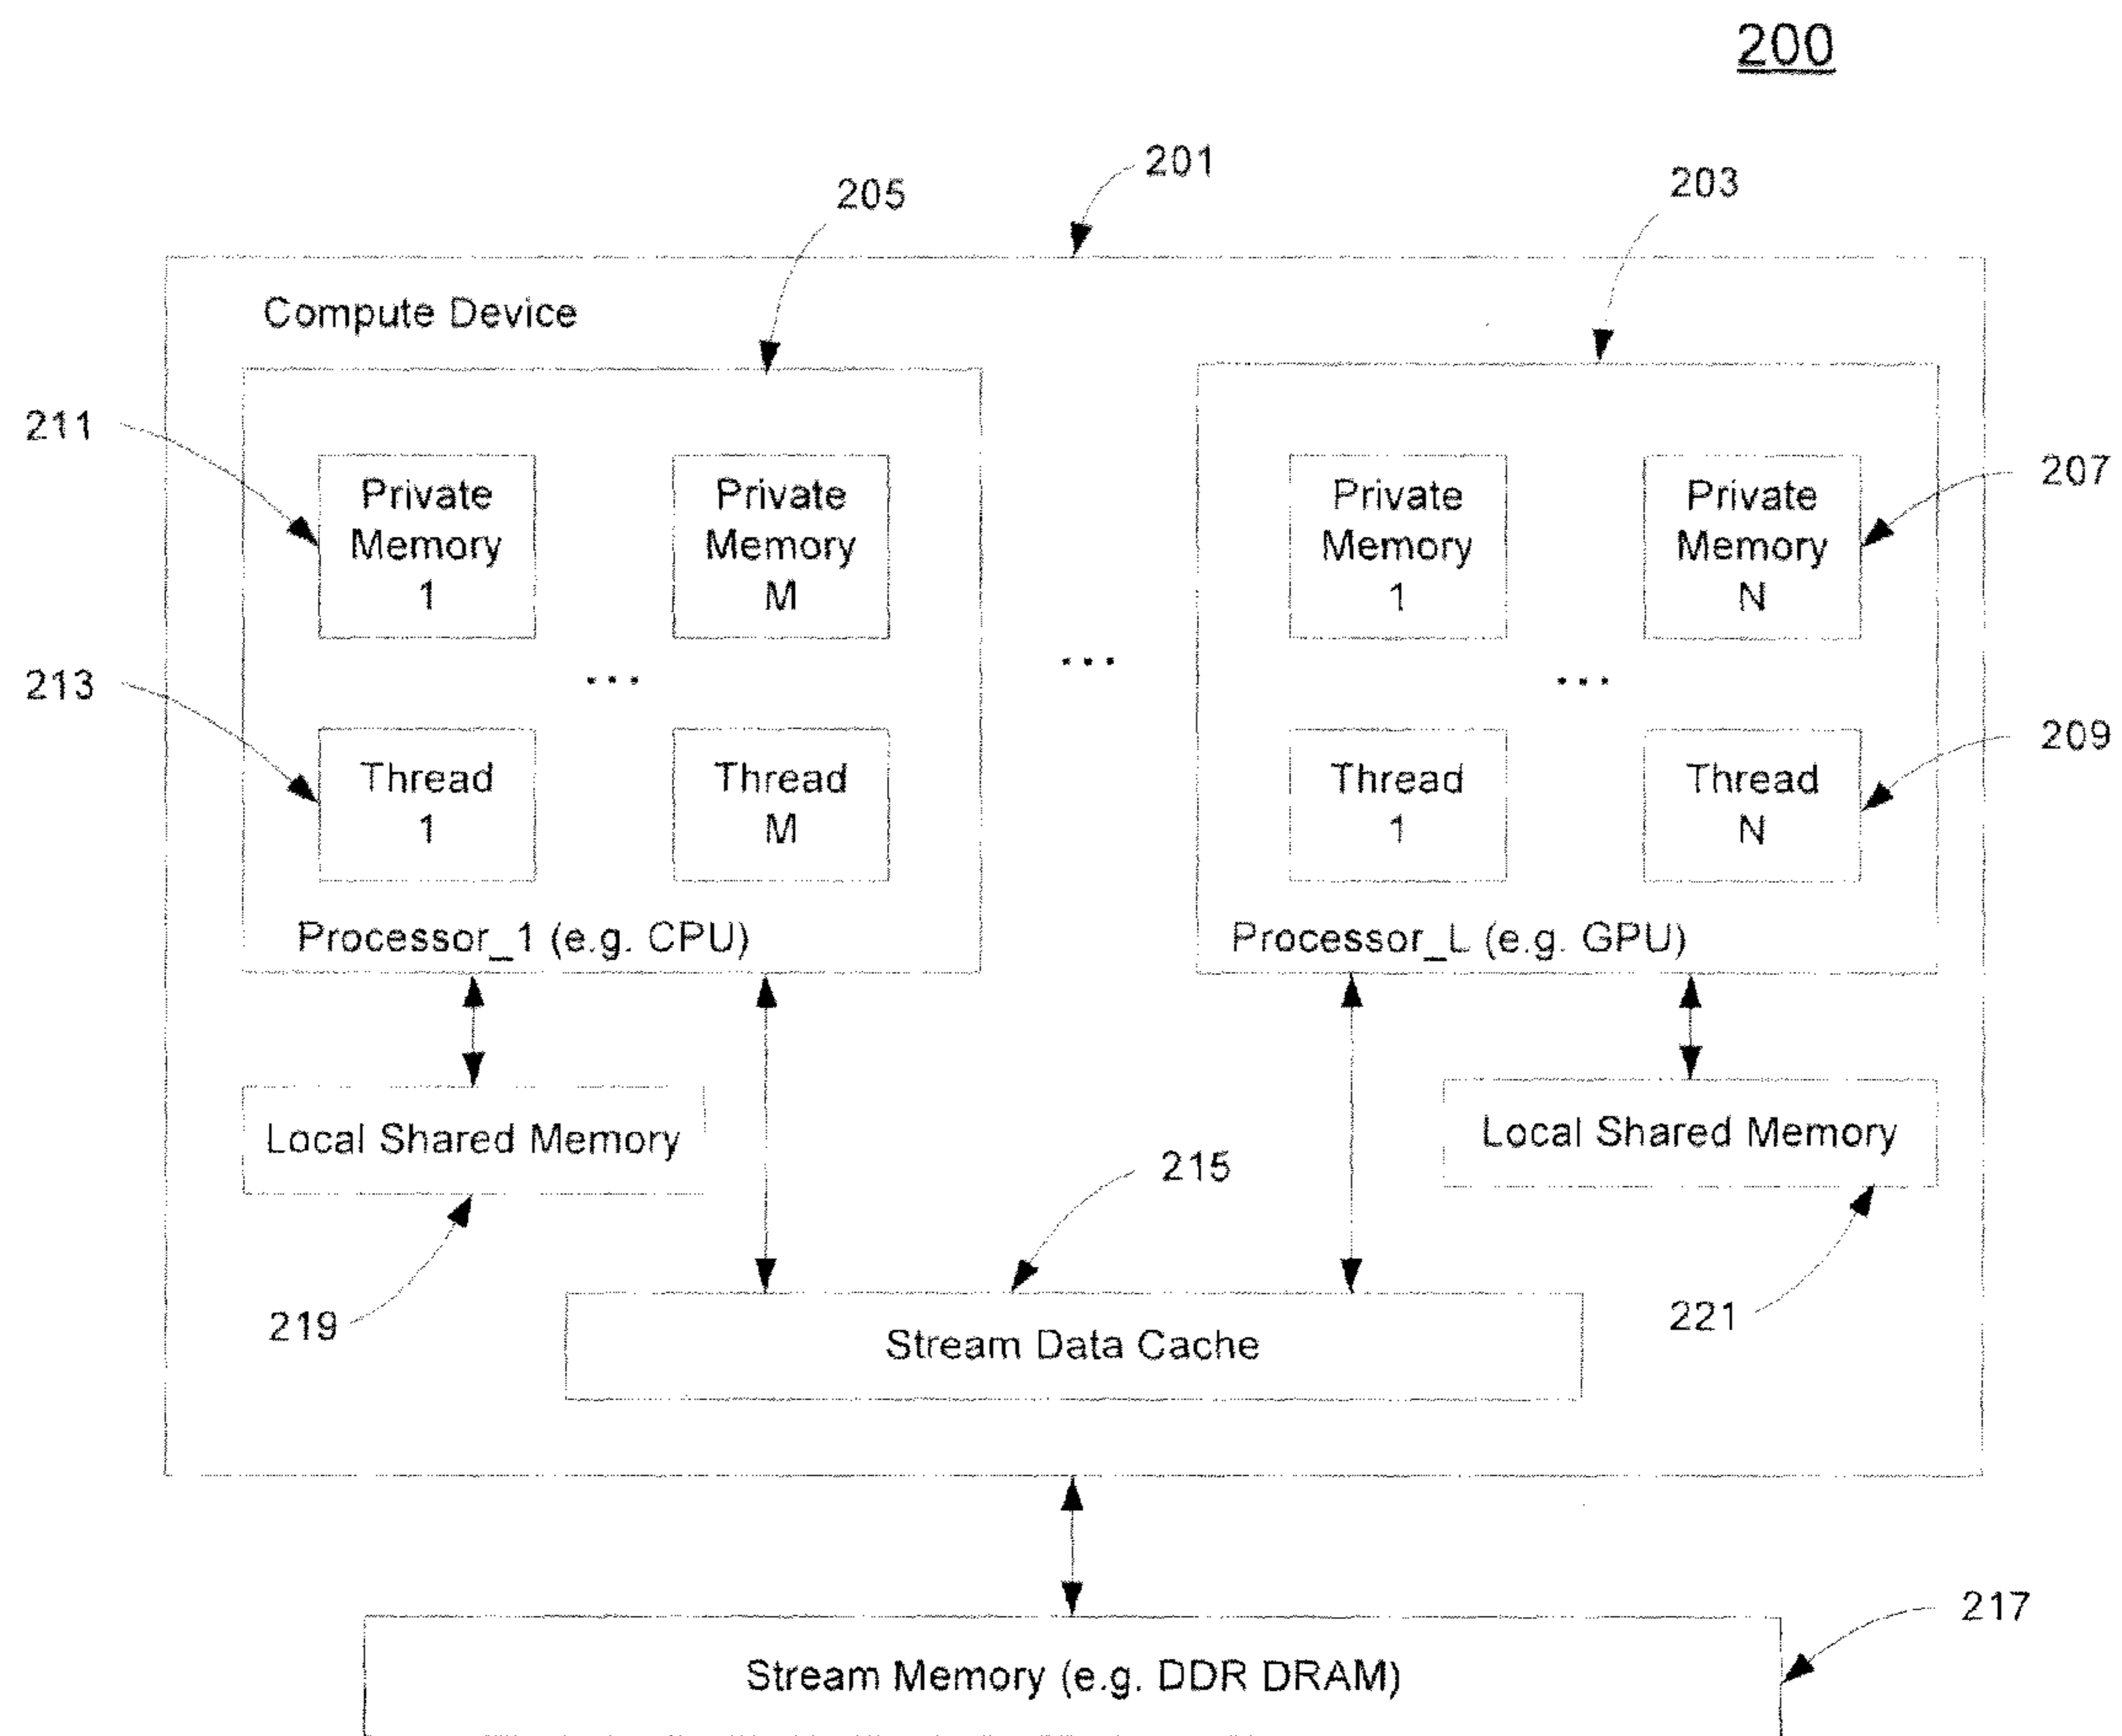 200
201
205
203
Compute Device
211
Private
Memory
1
Private
Memory
M
Private
Memory
1
Private
Memory
N
207
...
...
...
213
Thread
1
Thread
M
Thread
1
Thread
N
209
Processor_1 (e.g. CPU)
Processor_L (e.g. GPU)
Local Shared Memory
Local Shared Memory
215
219
221
Stream Data Cache
217
Stream Memory (e.g. DDR DRAM)